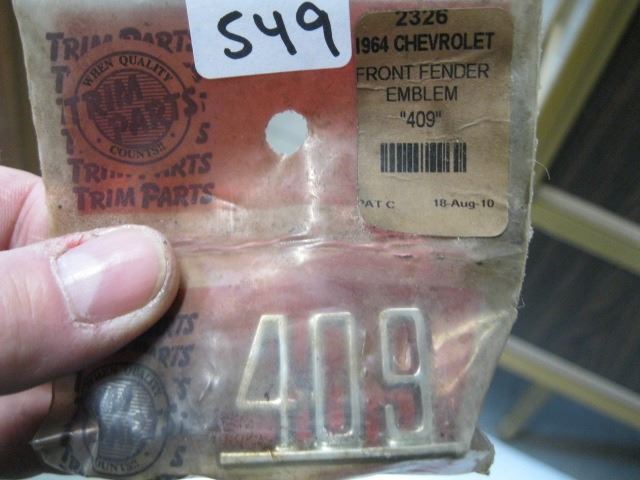 549
2326
1964 CHEVROLET
FRONT FENDER
EMBLEM
"409"
PAT C 18-Aug-10
TRIM PARTS
WHEN QUALITY
TRIM PARTS
COUNTS!!
TRIM PARTS
TRIM PARTS
409